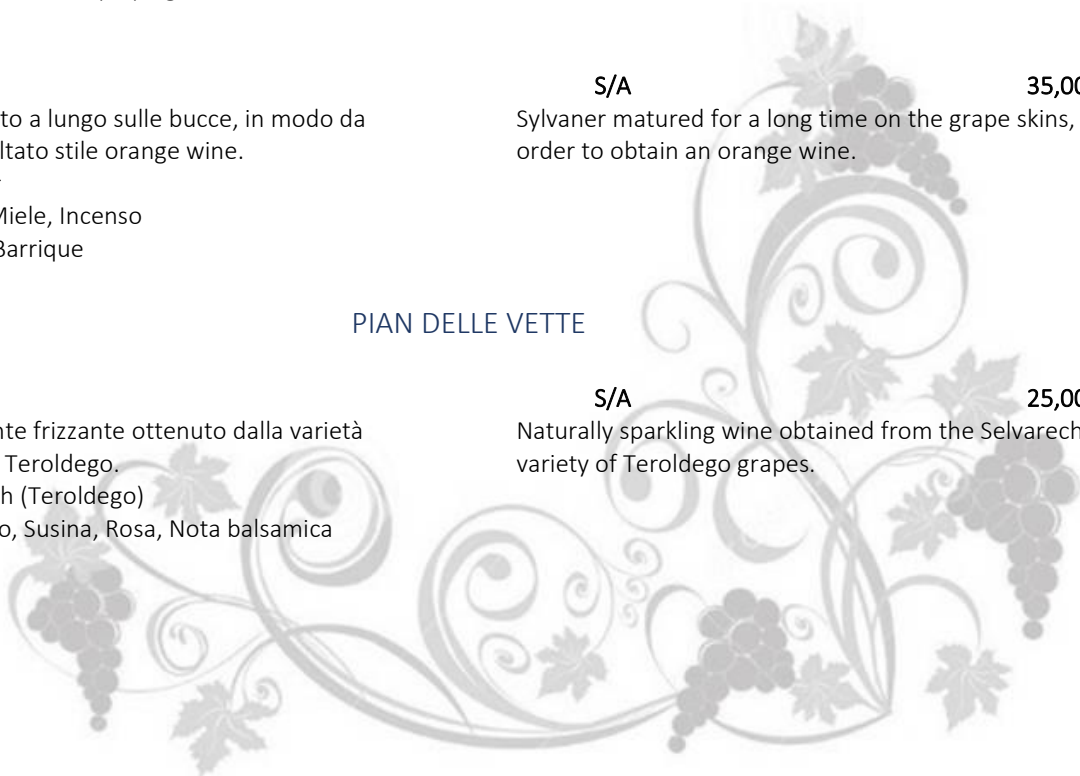 S/A 35,00
to a lungo sulle bucce, in modo da Sylvaner matured for a long time on the grape skins,
ltato stile orange wine. order to obtain an orange wine.
Miele, Incenso
Barrique
PIAN DELLE VETTE
S/A 25,00
nte frizzante ottenuto dalla varietà Naturally sparkling wine obtained from the Selvarech
Teroldego. variety of Teroldego grapes.
h (Teroldego)
o, Susina, Rosa, Nota balsamica